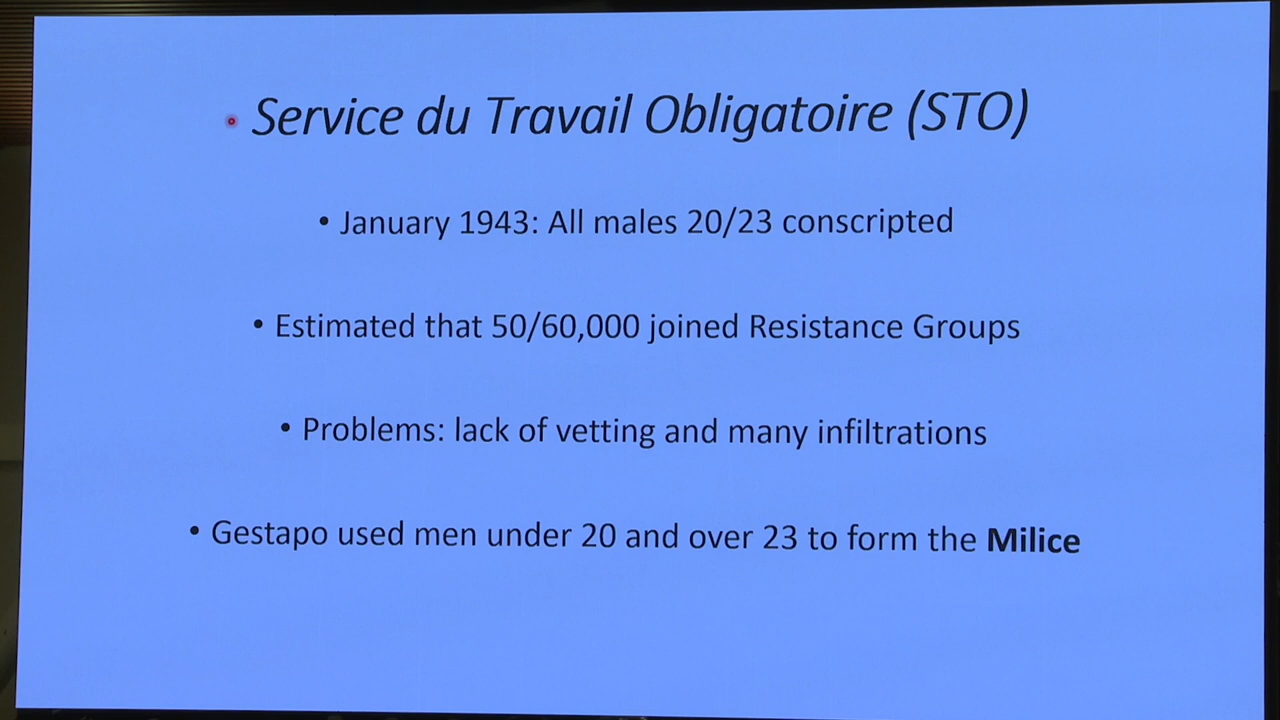 Service du Travail Obligatoire (STO)
• January 1943: All males 20/23 conscripted
• Estimated that 50/60,000 joined Resistance Groups
• Problems: lack of vetting and many infiltrations
• Gestapo used men under 20 and over 23 to form the Milice